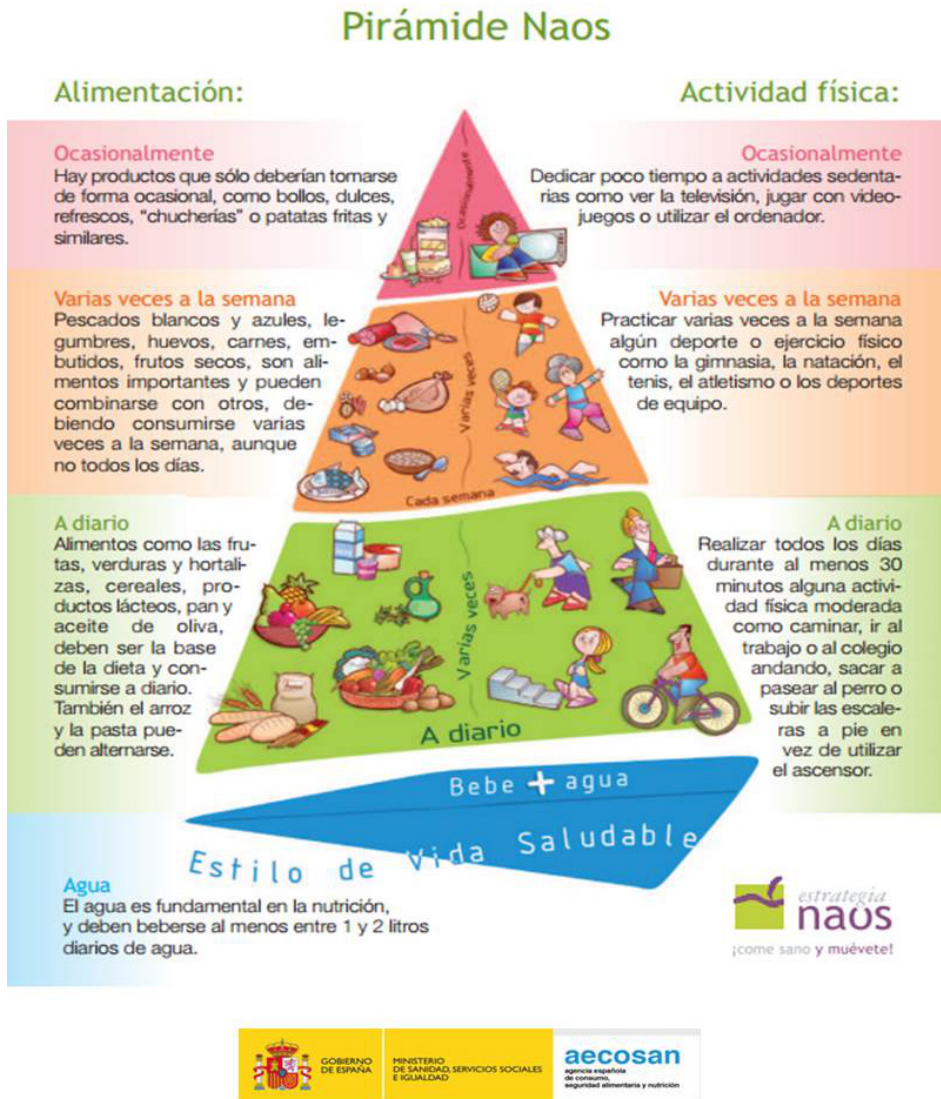 Pirámide Naos
Alimentación:
Ocasionalmente
Hay productos que sólo deberían tomarse
de forma ocasional, como bollos, dulces,
refrescos, “chucherías” o patatas fritas y
similares.
Varias veces a la semana
Pescados blancos y azules, le-
gumbres, huevos, carnes, em-
butidos, frutos secos, son ali-
mentos importantes y pueden
combinarse con otros, de-
biendo consumirse varias
veces a la semana, aunque
no todos los días.
A diario
Alimentos como las fru-
tas, verduras y hortali-
zas, cereales, pro-
ductos lácteos, pan y
aceite de oliva,
deben ser la base
de la dieta y con-
sumirse a diario.
También el arroz
y la pasta pue-
den alternarse.
Agua
El agua es fundamental en la nutrición,
y deben beberse al menos entre 1 y 2 litros
diarios de agua.
Ocasionalmente
Varias veces
Cada semana
Varias veces
A diario
Bebe + agua
Estilo de Vida Saludable
Actividad física:
Ocasionalmente
Dedicar poco tiempo a actividades sedenta-
rias como ver la televisión, jugar con video-
juegos o utilizar el ordenador.
Varias veces a la semana
Practicar varias veces a la semana
algún deporte o ejercicio físico
como la gimnasia, la natación, el
tenis, el atletismo o los deportes
de equipo.
A diario
Realizar todos los días
durante al menos 30
minutos alguna activi-
dad física moderada
como caminar, ir al
trabajo o al colegio
andando, sacar a
pasear al perro o
subir las escale-
ras a pie en
vez de utilizar
el ascensor.
estrategia
naos
¡come sano y muévete!
GOBIERNO
DE ESPAÑA
MINISTERIO
DE SANIDAD, SERVICIOS SOCIALES
E IGUALDAD
aecosan
agencia española
de consumo,
seguridad alimentaria y nutrición